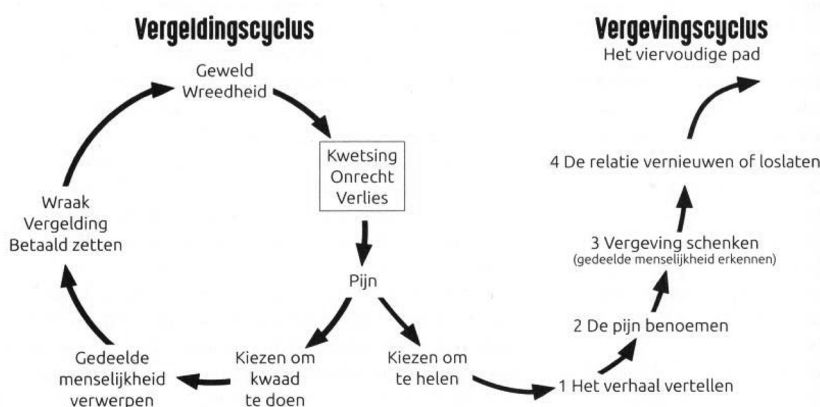 Vergeldingscyclus
Geweld
Wreedheid
Kwetsing
Onrecht
Verlies
Pijn
Kiezen om
kwaad
te doen
Gedeelde
menselijkheid
verwerpen
Wraak
Vergelding
Betaald zetten
Kiezen om
te helen
Vergevingscyclus
Het viervoudige pad
4 De relatie vernieuwen of loslaten
3 Vergeving schenken
(gedeelde menselijkheid erkennen)
2 De pijn benoemen
1 Het verhaal vertellen